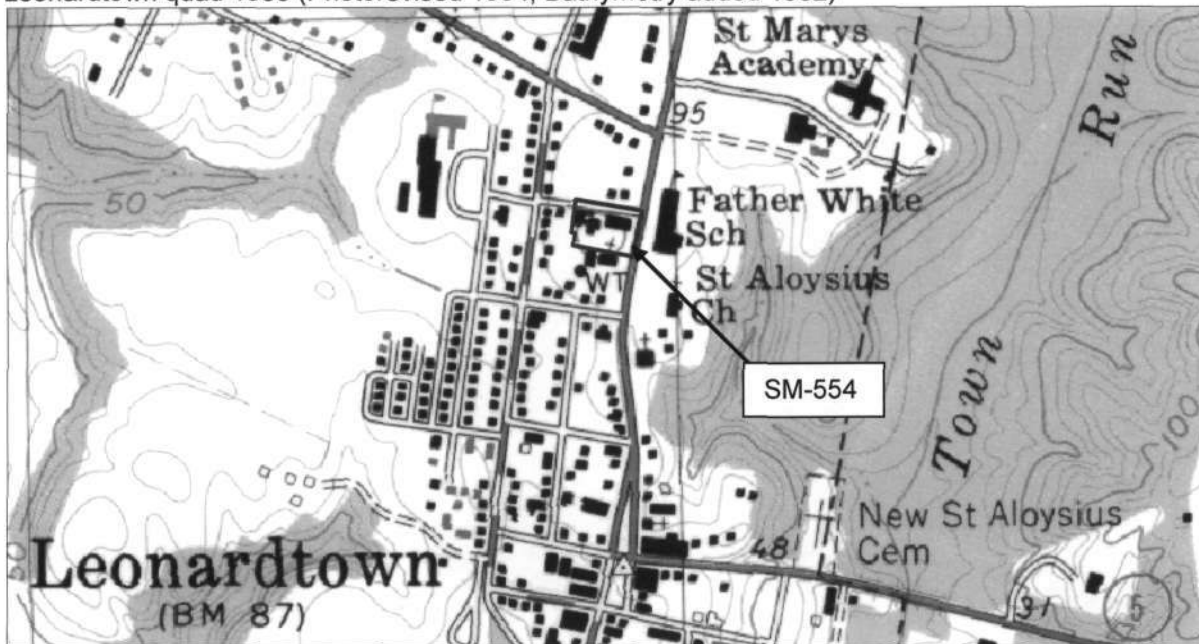 St Marys
Academy
Run
95
50
Father White
Sch
WT
St Aloysius
Ch
SM-554
Town
100
New St Aloysius
Cem
48
Leonardtown
(BM 87)
31
5